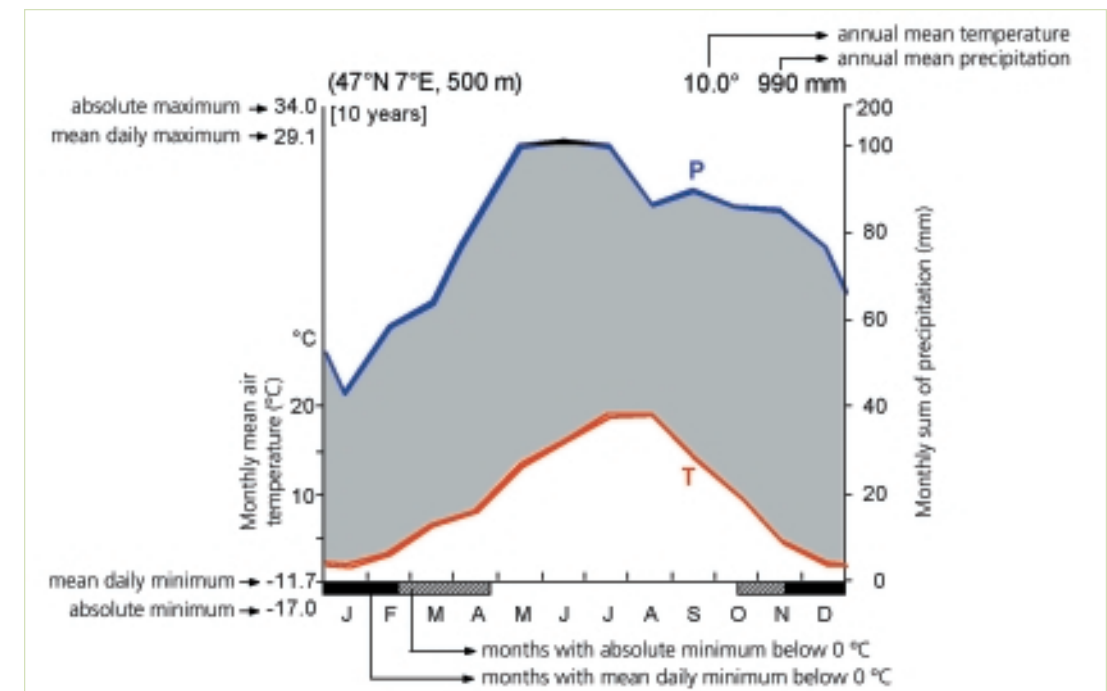 annual mean temperature
annual mean precipitation
(47°N 7°E, 500 m) 10.0° 990 mm
absolute maximum 34.0 [10 years] 200
mean daily maximum 29.1 100
P
80
60
°C
20 40
10 20
T
Monthly mean air
temperature (°C)
Monthly sum of precipitation (mm)
mean daily minimum -11.7 0
absolute minimum -17.0 J F M A M J J A S O N D
months with absolute minimum below 0 °C
months with mean daily minimum below 0 °C